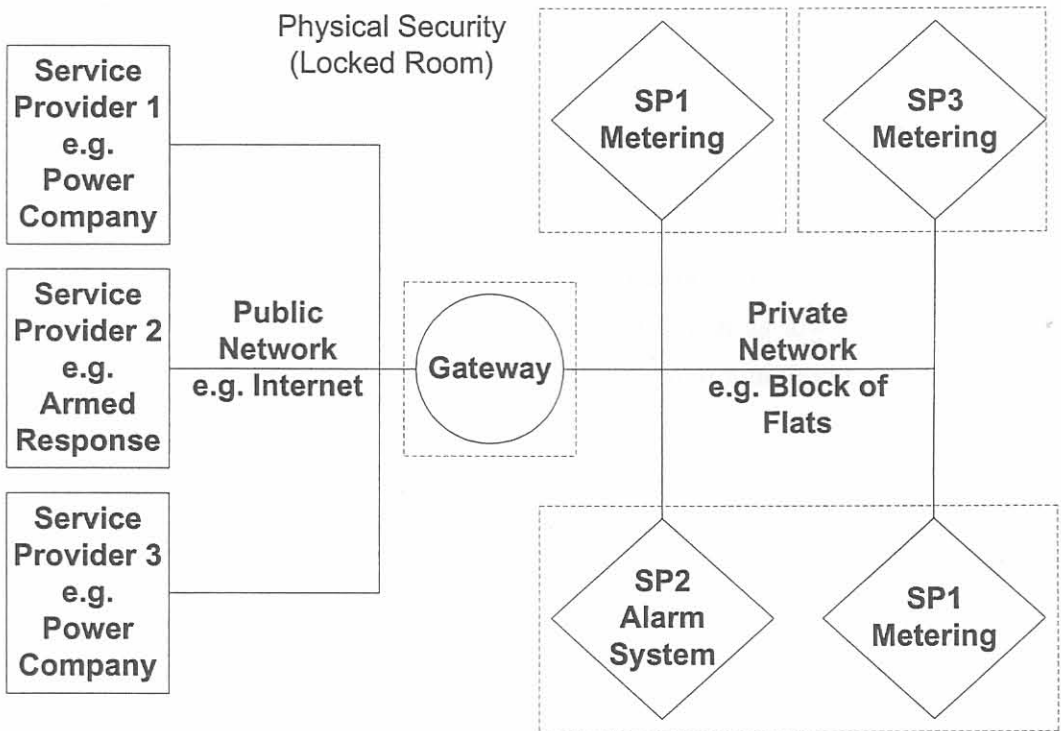 Physical Security
(Locked Room)
Service
Provider 1
e.g.
Power
Company
Service
Provider 2
e.g.
Armed
Response
Service
Provider 3
e.g.
Power
Company
Public
Network
e.g. Internet
Gateway
SP1
Metering
SP3
Metering
Private
Network
e.g. Block of
Flats
SP2
Alarm
System
SP1
Metering